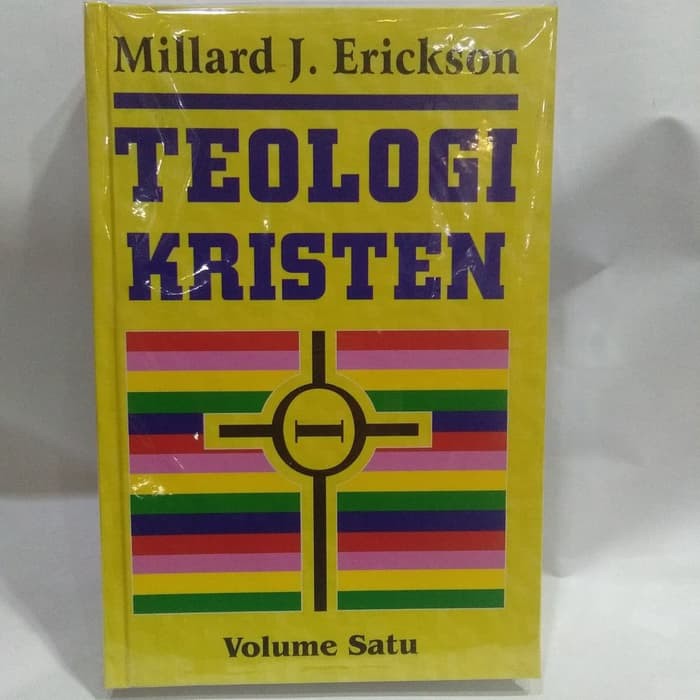 Millard J. Erickson
TEOLOGI
KRISTEN
Volume Satu